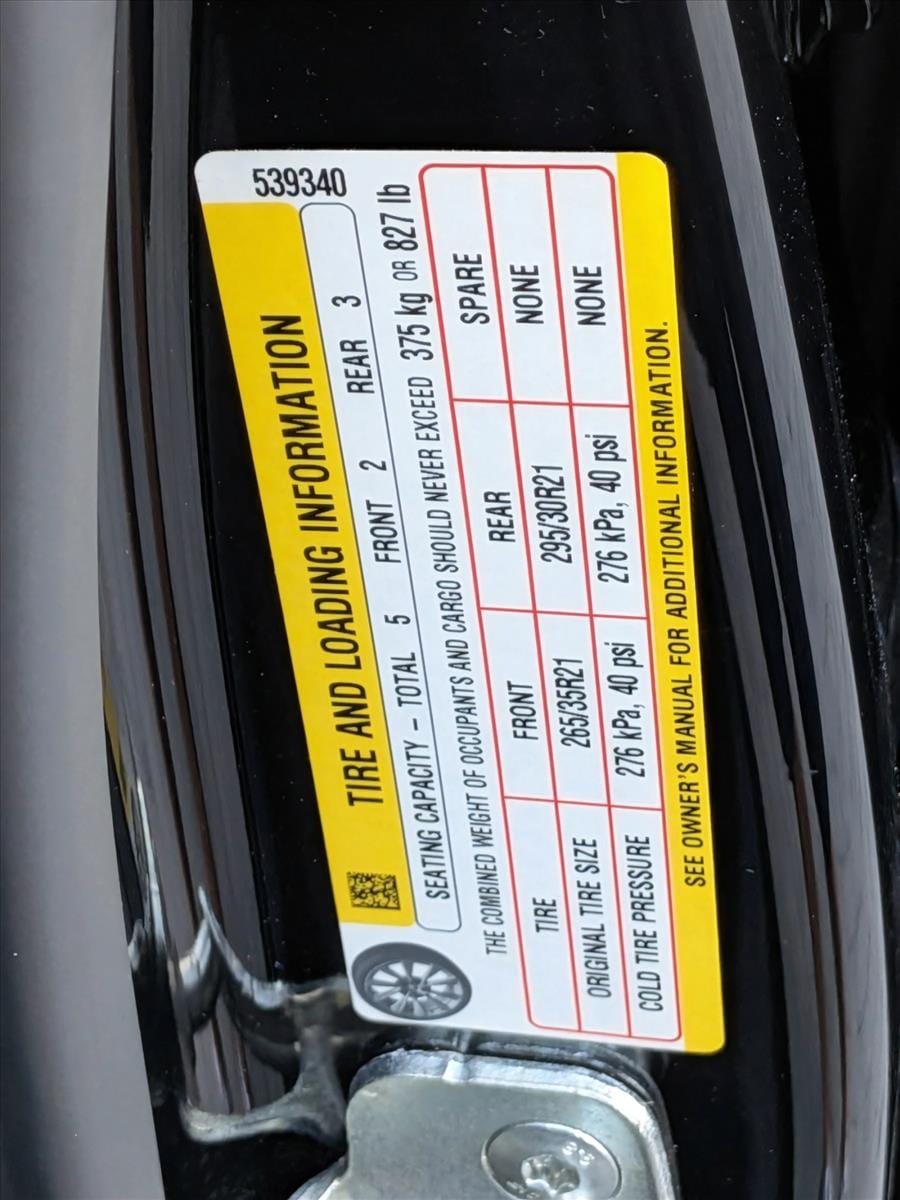 539340
TIRE AND LOADING INFORMATION
SEATING CAPACITY – TOTAL 5 FRONT 2 REAR 3
THE COMBINED WEIGHT OF OCCUPANTS AND CARGO SHOULD NEVER EXCEED 375 kg OR 827 lb
TIRE FRONT REAR SPARE
ORIGINAL TIRE SIZE 265/35R21 295/30R21 NONE
COLD TIRE PRESSURE 276 kPa, 40 psi 276 kPa, 40 psi NONE
SEE OWNER'S MANUAL FOR ADDITIONAL INFORMATION.